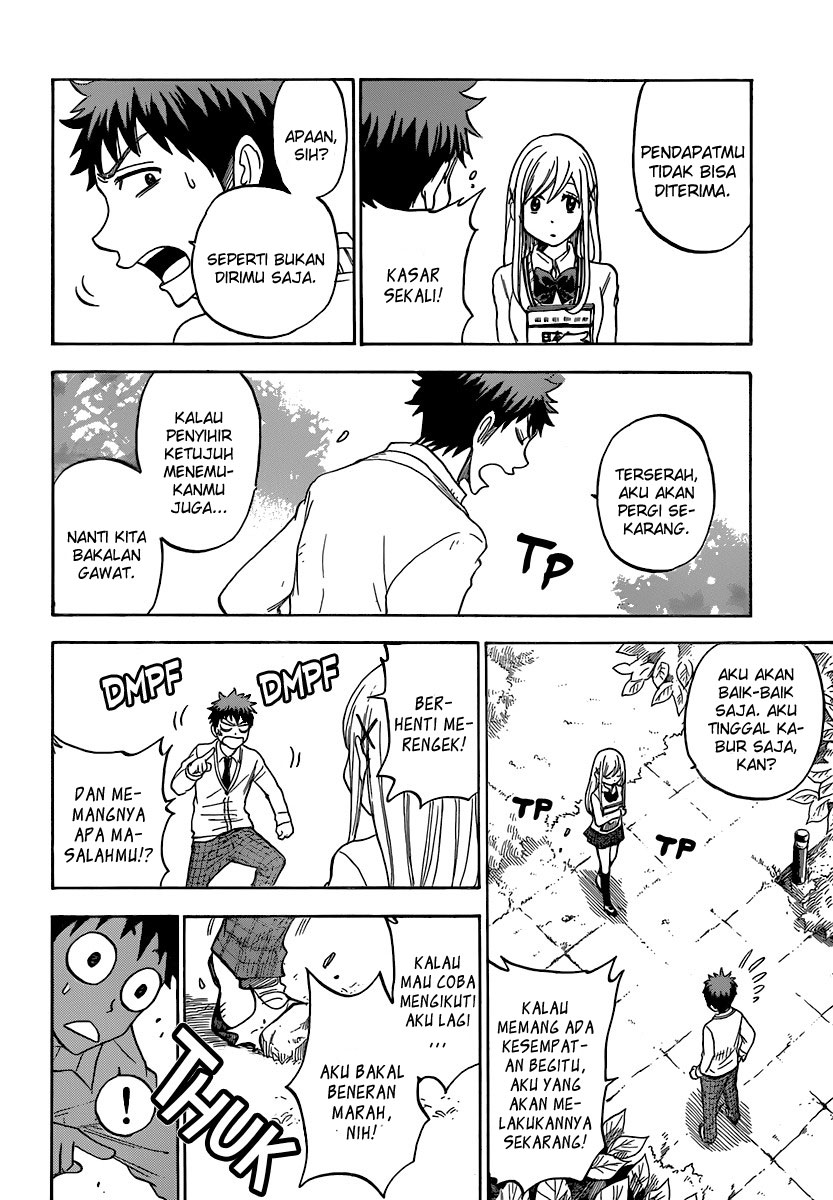 PENDAPATMU
TIDAK BISA
DITERIMA.
KASAR
SEKALI!
日本
APAAN,
SIH?
SEPERTI BUKAN
DIRIMU SAJA.
TERSERAH,
AKU AKAN
PERGI SE-
KARANG.
TP
KALAU
PENYIHIR
KETUJUH
MENEMU-
KANMU
JUGA...
NANTI KITA
BAKALAN
GAWAT.
AKU AKAN
BAIK-BAIK
SAJA. AKU
TINGGAL KA-
BUR SAJA,
KAN?
TP
TP
KALAU
MEMANG ADA
KESEMPAT-
AN BEGITU,
AKU YANG
AKAN ME-
LAKUKANNYA
SEKARANG!
BER-
HENTI ME-
RENGEK!
DMPF
DMPF
DAN ME-
MANGNYA
APA MA-
SALAHMU!?
KALAU
MAU COBA
MENGIKUTI
AKU LAGI
...
AKU BAKAL
BENERAN
MARAH,
NIH!
THUK
!